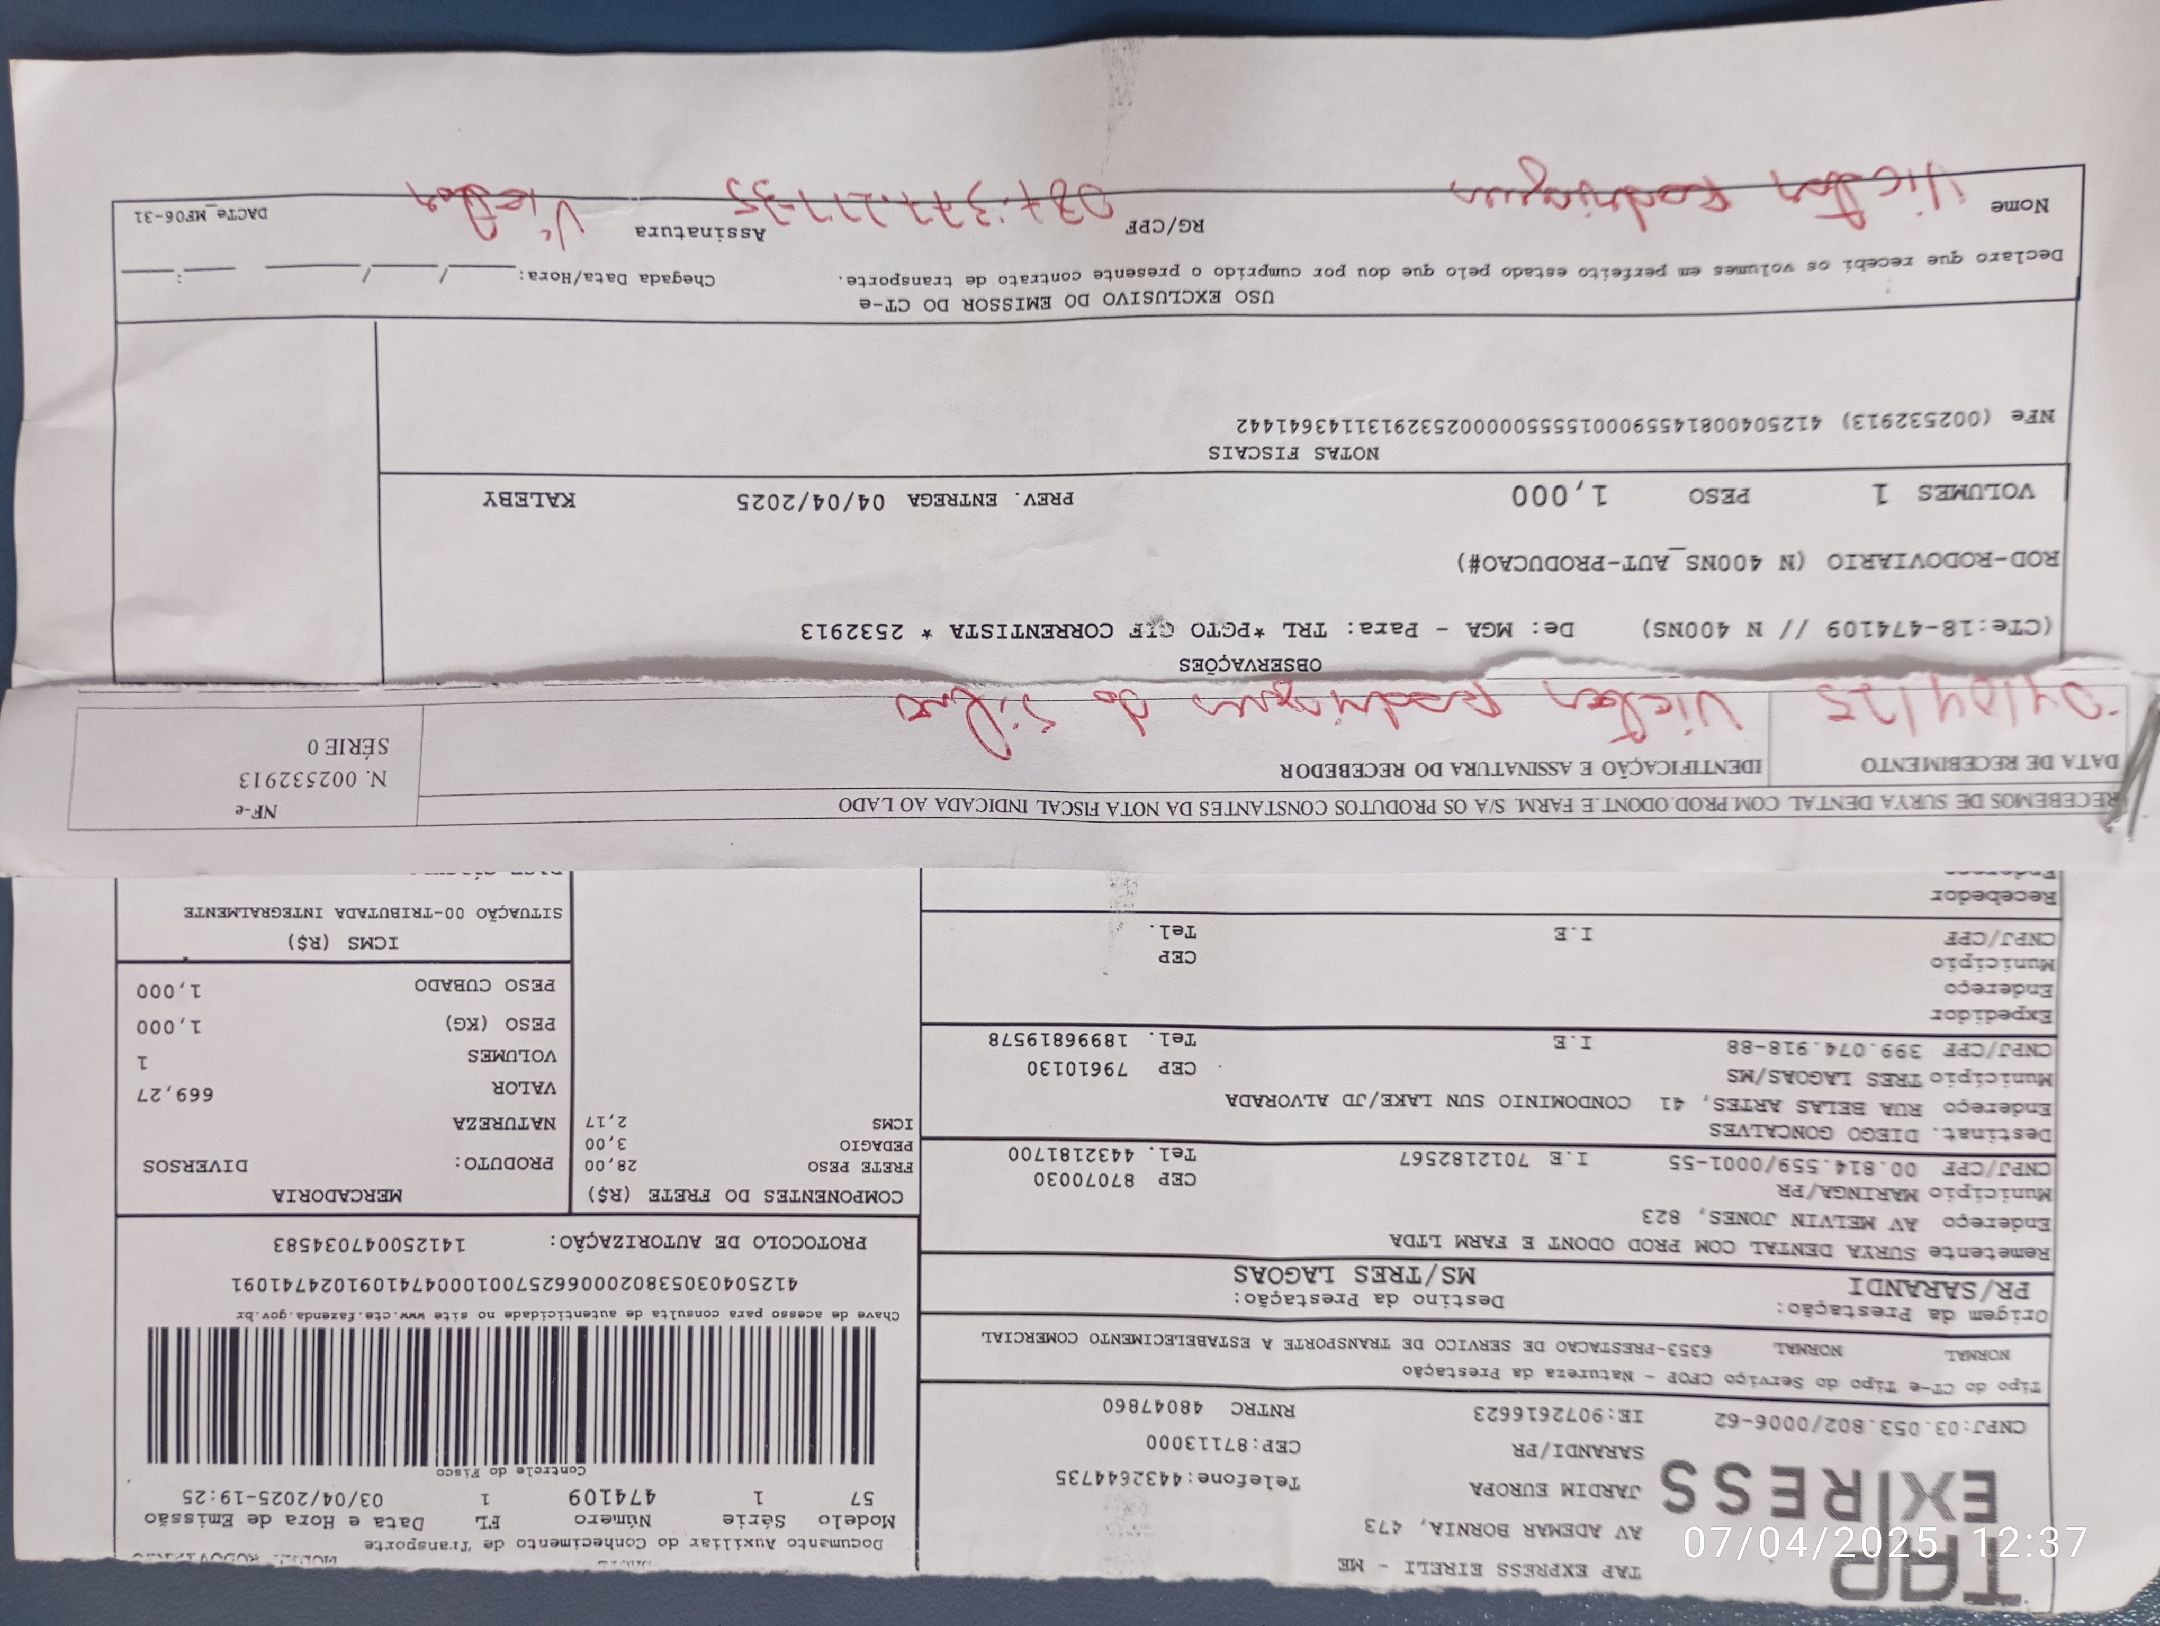 TAP EXPRESS
TAP EXPRESS EIRELI - ME
AV ADEMAR BORNIA, 473
JARDIM EUROPA Telefone:4432644735
SARANDI/PR CEP:87113000
CNPJ:03.053.802/0006-62 IE:9072616623 RNTRC 48047860
Tipo do CT-e Tipo do Serviço CFOP - Natureza da Prestação
NORMAL NORMAL 6353-PRESTACAO DE SERVICO DE TRANSPORTE A ESTABELECIMENTO COMERCIAL
Origem da Prestação: Destino da Prestação:
PR/SARANDI MS/TRES LAGOAS
Remetente SURYA DENTAL COM PROD ODONT E FARM LTDA
Endereço AV MELVIN JONES, 823
Município MARINGA/PR CEP 87070030
CNPJ/CPF 00.814.559/0001-55 I.E 7012182567 Tel. 4432181700
Destinat. DIEGO GONCALVES
Endereço RUA BELAS ARTES, 41 CONDOMINIO SUN LAKE/JD ALVORADA
Município TRES LAGOAS/MS CEP 79610130
CNPJ/CPF 399.074.918-88 I.E Tel. 18996819578
Expedidor
Endereço
Município CEP
CNPJ/CPF I.E Tel.
Recebedor
Documento Auxiliar do Conhecimento de Transporte
Modelo Série Número FL Data e Hora de Emissão
57 1 474109 1 03/04/2025-19:25
Controle do Fisco
Chave de acesso para consulta de autenticidade no site www.cte.fazenda.gov.br
41250403053802000662570010004741091024741091
PROTOCOLO DE AUTORIZAÇÃO: 141250047034583
COMPONENTES DO FRETE (R$)
FRETE PESO 28,00
PEDAGIO 3,00
ICMS 2,17
MERCADORIA
PRODUTO: DIVERSOS
NATUREZA
VALOR 669,27
VOLUMES 1
PESO (KG) 1,000
PESO CUBADO 1,000
ICMS (R$)
SITUAÇÃO 00-TRIBUTADA INTEGRALMENTE
RECEBEMOS DE SURYA DENTAL COM.PROD.ODONT.E FARM. S/A OS PRODUTOS CONSTANTES DA NOTA FISCAL INDICADA AO LADO
DATA DE RECEBIMENTO IDENTIFICAÇÃO E ASSINATURA DO RECEBEDOR
/04/25 Victor Rodrigues da Silva
NF-e
N. 002532913
SÉRIE 0
OBSERVAÇÕES
(CTe:18-474109 // N 400NS) De: MGA - Para: TRL *PGTO CIF CORRENTISTA * 2532913
ROD-RODOVIARIO (N 400NS_AUT-PRODUCAO#)
VOLUMES 1 PESO 1,000 PREV. ENTREGA 04/04/2025 KALEBY
NOTAS FISCAIS
NFe (002532913) 41250400814559000155550000025329131143641442
USO EXCLUSIVO DO EMISSOR DO CT-e
Declaro que recebi os volumes em perfeito estado pelo que dou por cumprido o presente contrato de transporte. Chegada Data/Hora: ____/____/____ ___:___
Nome Victor Rodrigues RG/CPF Assinatura Victor DACTe_MF06-31
07/04/2025 12:37